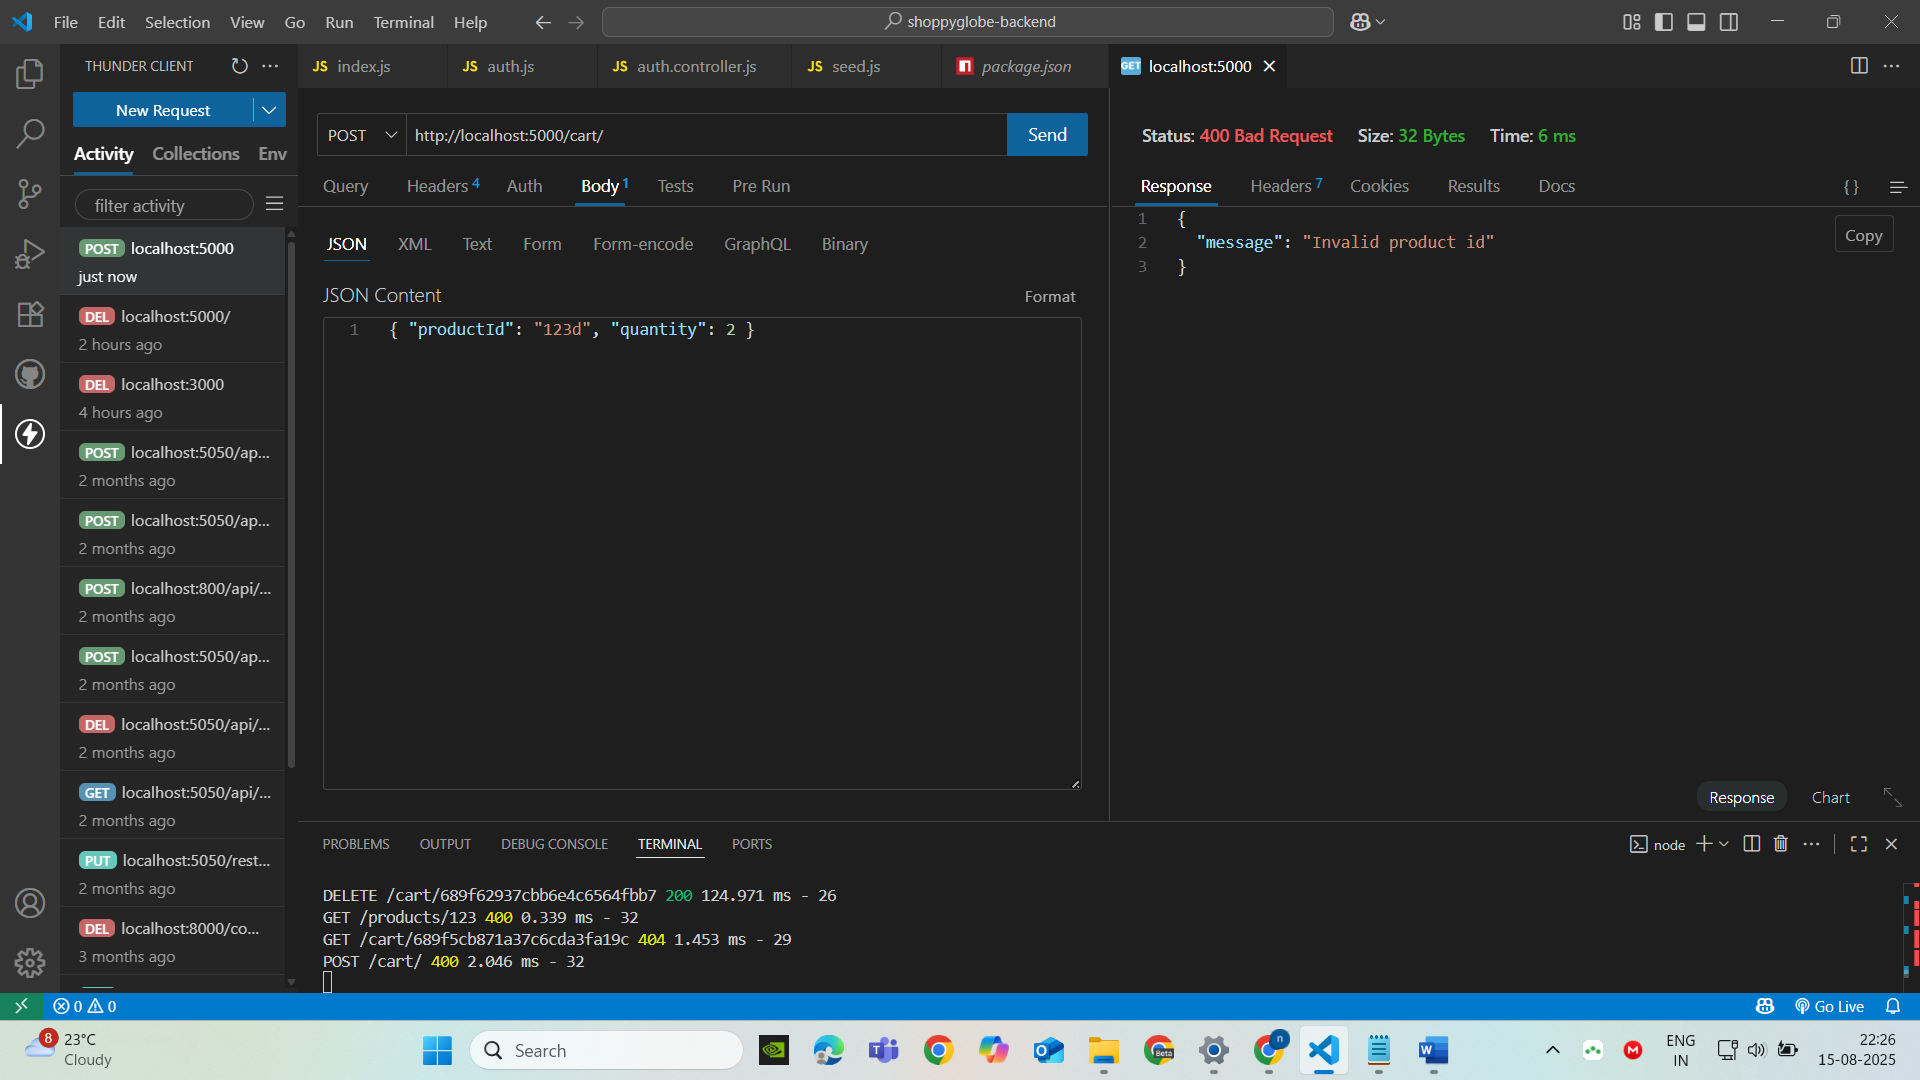 File Edit Selection View Go Run Terminal Help
shoppyglobe-backend
THUNDER CLIENT
New Request
Activity Collections Env
filter activity
POST localhost:5000
just now
DEL localhost:5000/
2 hours ago
DEL localhost:3000
4 hours ago
POST localhost:5050/ap...
2 months ago
POST localhost:5050/ap...
2 months ago
POST localhost:800/api/...
2 months ago
POST localhost:5050/ap...
2 months ago
DEL localhost:5050/api/...
2 months ago
GET localhost:5050/api/...
2 months ago
PUT localhost:5050/rest...
2 months ago
DEL localhost:8000/co...
3 months ago
JS index.js
JS auth.js
JS auth.controller.js
JS seed.js
package.json
GET localhost:5000
POST http://localhost:5000/cart/ Send
Query Headers 4 Auth Body 1 Tests Pre Run
JSON XML Text Form Form-encode GraphQL Binary
JSON Content Format
1 { "productId": "123d", "quantity": 2 }
Status: 400 Bad Request Size: 32 Bytes Time: 6 ms
Response Headers 7 Cookies Results Docs { }
1 {
2 "message": "Invalid product id"
3 }
Copy
Response Chart
PROBLEMS OUTPUT DEBUG CONSOLE TERMINAL PORTS
node
DELETE /cart/689f62937cbb6e4c6564fbb7 200 124.971 ms - 26
GET /products/123 400 0.339 ms - 32
GET /cart/689f5cb871a37c6cda3fa19c 404 1.453 ms - 29
POST /cart/ 400 2.046 ms - 32
0 0
Go Live
8
23°C
Cloudy
Search
Beta
n
M
ENG
IN
22:26
15-08-2025